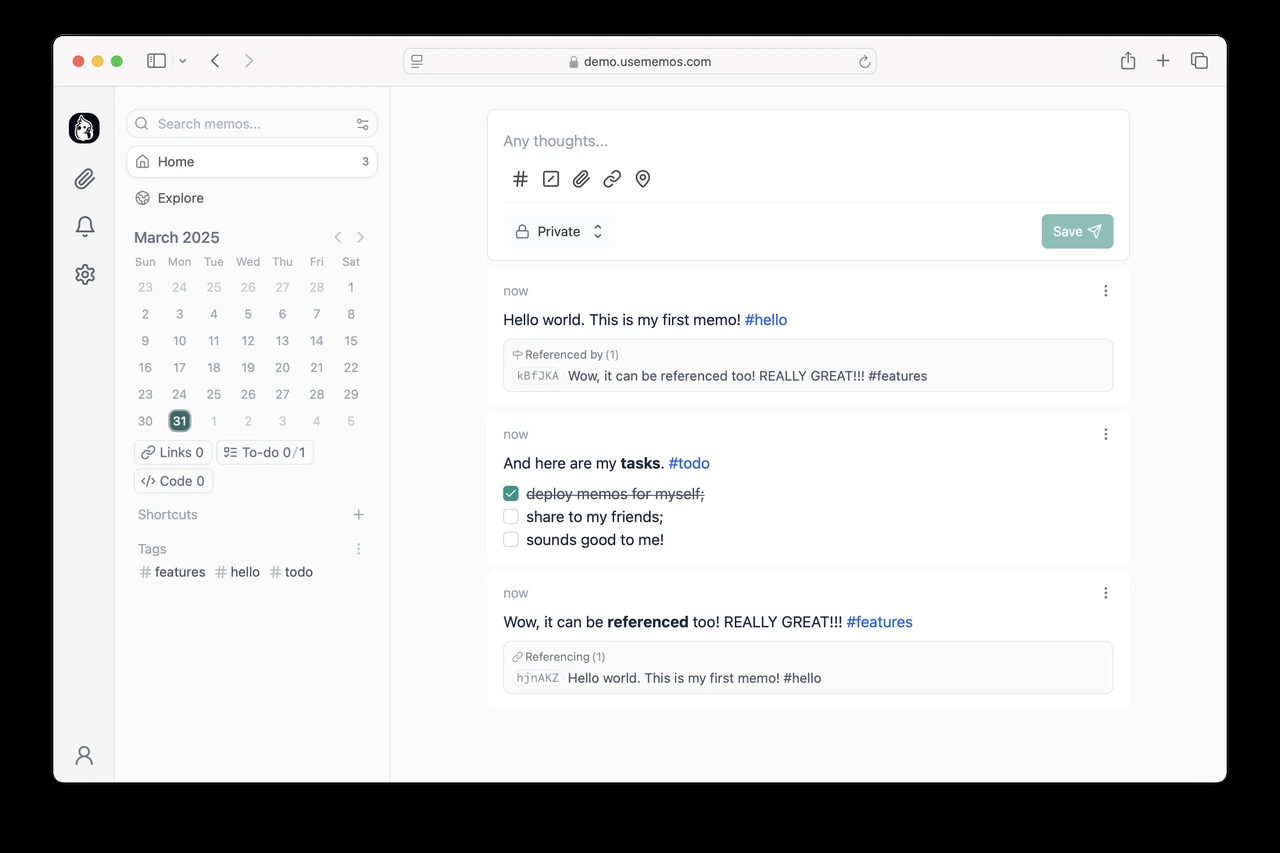 demo.usememos.com
Search memos...
Home 3
Explore
March 2025
Sun Mon Tue Wed Thu Fri Sat
23 24 25 26 27 28 1
2 3 4 5 6 7 8
9 10 11 12 13 14 15
16 17 18 19 20 21 22
23 24 25 26 27 28 29
30 31 1 2 3 4 5
Links 0 To-do 0/1
Code 0
Shortcuts
Tags
# features # hello # todo
Any thoughts...
Private Save
now
Hello world. This is my first memo! #hello
Referenced by (1)
kBfJKA Wow, it can be referenced too! REALLY GREAT!!! #features
now
And here are my tasks. #todo
deploy memos for myself;
share to my friends;
sounds good to me!
now
Wow, it can be referenced too! REALLY GREAT!!! #features
Referencing (1)
hjnAKZ Hello world. This is my first memo! #hello